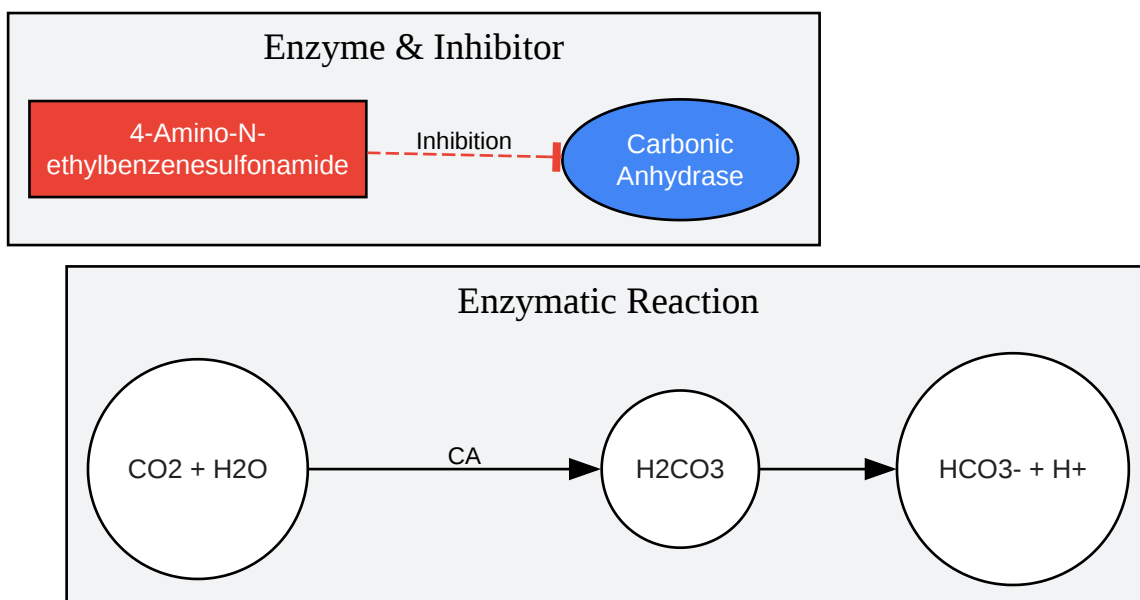 Enzyme & Inhibitor
4-Amino-N-
ethylbenzenesulfonamide
Inhibition
Carbonic
Anhydrase
Enzymatic Reaction
CO2 + H2O
CA
H2CO3
HCO3- + H+